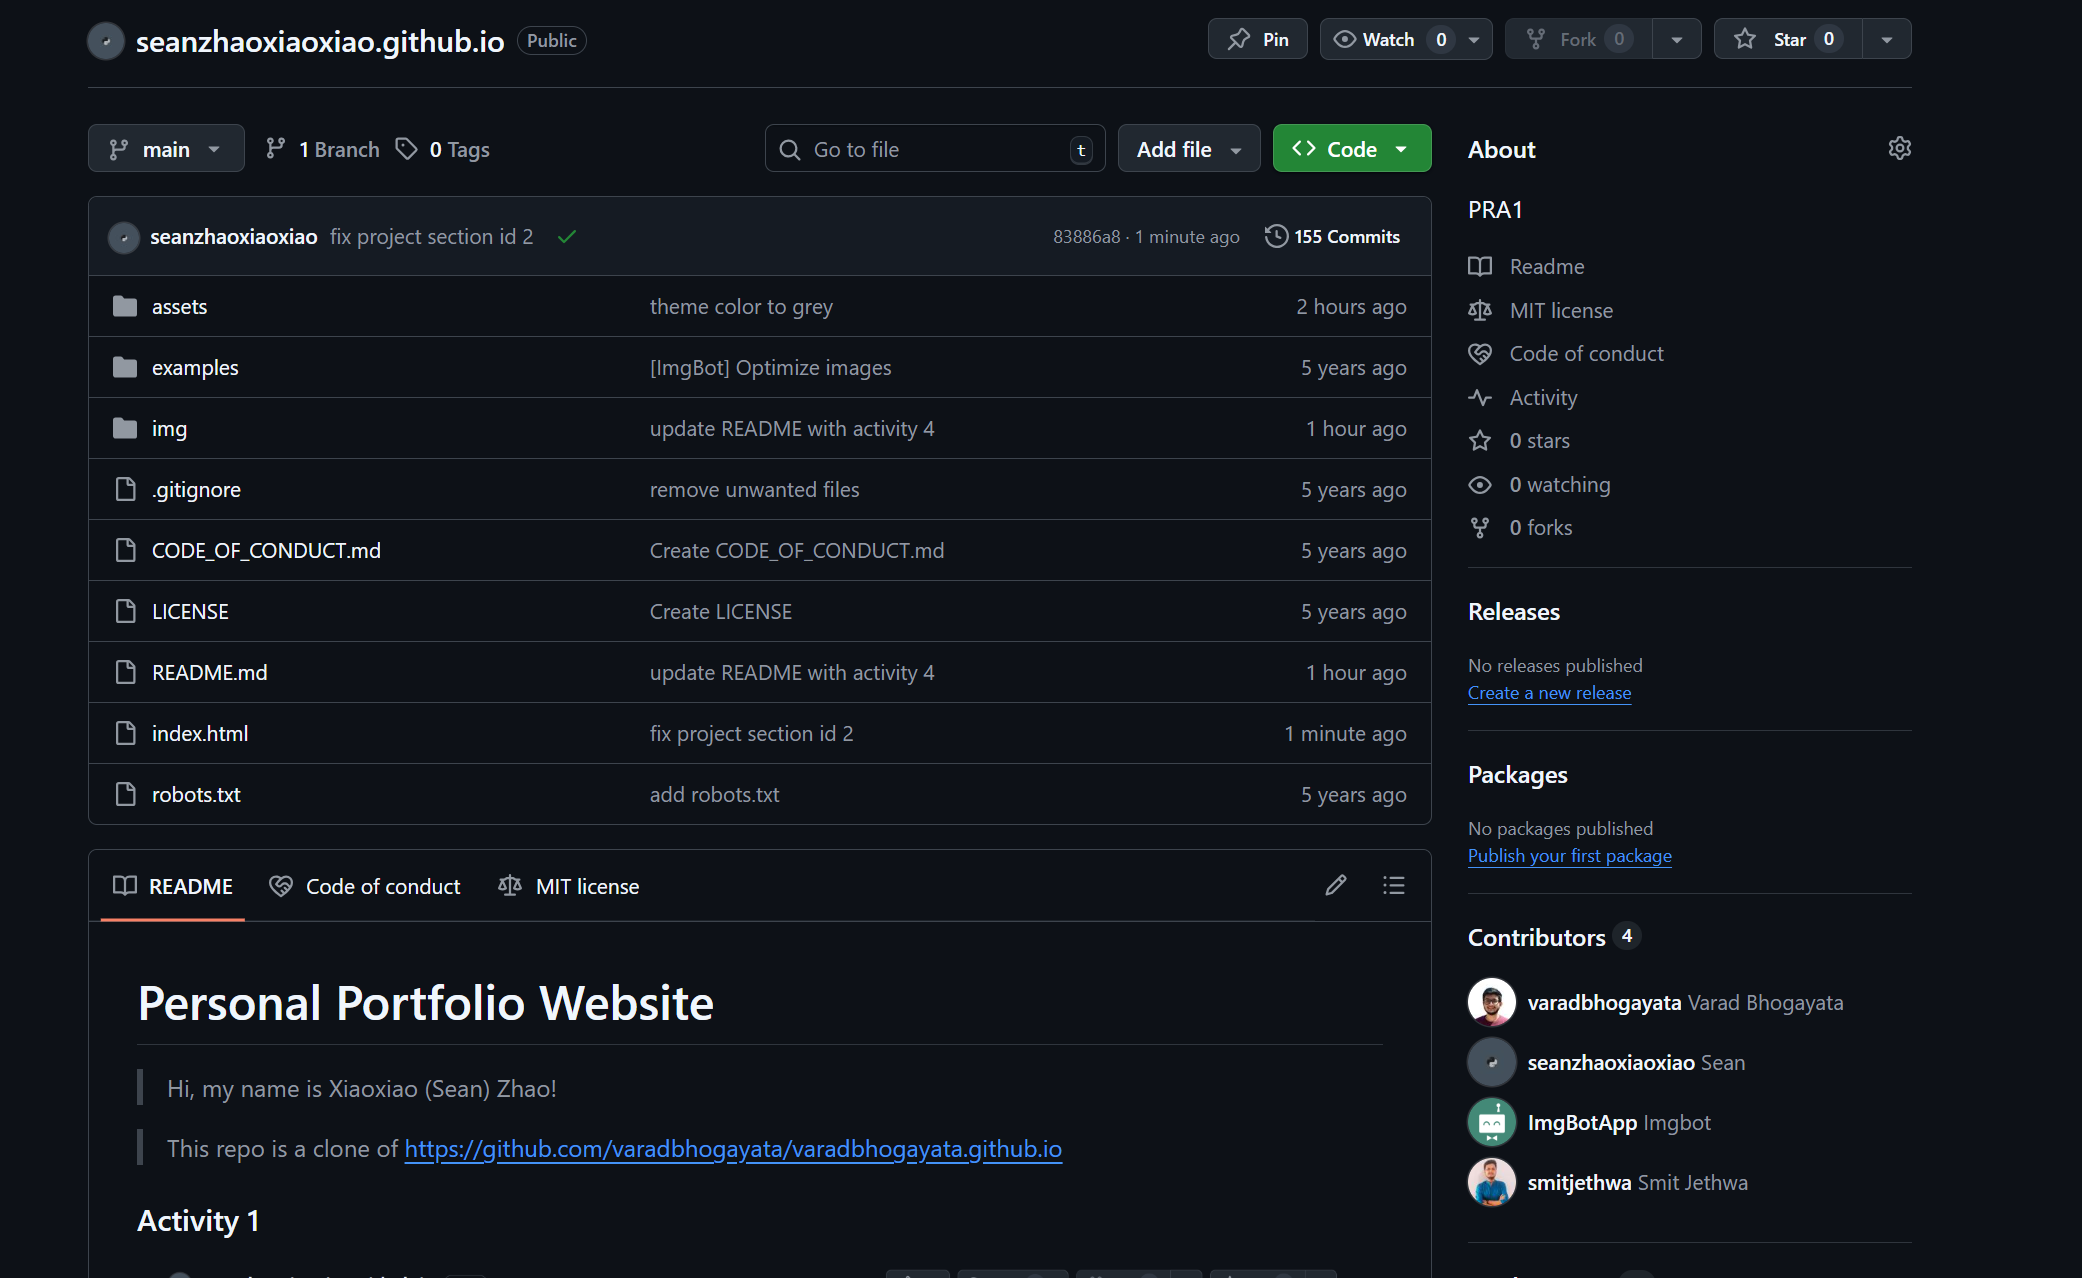 seanzhaoxiaoxiao.github.io Public Pin Watch 0 Fork 0 Star 0
main 1 Branch 0 Tags Go to file t Add file Code
seanzhaoxiaoxiao fix project section id 2 83886a8 · 1 minute ago 155 Commits
assets theme color to grey 2 hours ago
examples [ImgBot] Optimize images 5 years ago
img update README with activity 4 1 hour ago
.gitignore remove unwanted files 5 years ago
CODE_OF_CONDUCT.md Create CODE_OF_CONDUCT.md 5 years ago
LICENSE Create LICENSE 5 years ago
README.md update README with activity 4 1 hour ago
index.html fix project section id 2 1 minute ago
robots.txt add robots.txt 5 years ago
README Code of conduct MIT license
Personal Portfolio Website
Hi, my name is Xiaoxiao (Sean) Zhao!
This repo is a clone of https://github.com/varadbhogayata/varadbhogayata.github.io
Activity 1
About
PRA1
Readme
MIT license
Code of conduct
Activity
0 stars
0 watching
0 forks
Releases
No releases published
Create a new release
Packages
No packages published
Publish your first package
Contributors 4
varadbhogayata Varad Bhogayata
seanzhaoxiaoxiao Sean
ImgBotApp Imgbot
smitjethwa Smit Jethwa